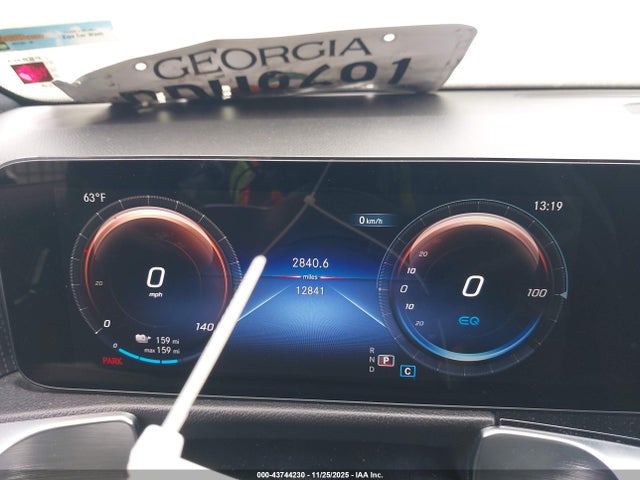 GEORGIA
63°F
13:19
0 km/h
2840.6
miles
12841
0
mph
0
140
159 mi
max 159 mi
0
PARK
20
10
0
10
20
0
100
EQ
R
N
D
P
C
000-43744230 - 11/25/2025 - IAA Inc.